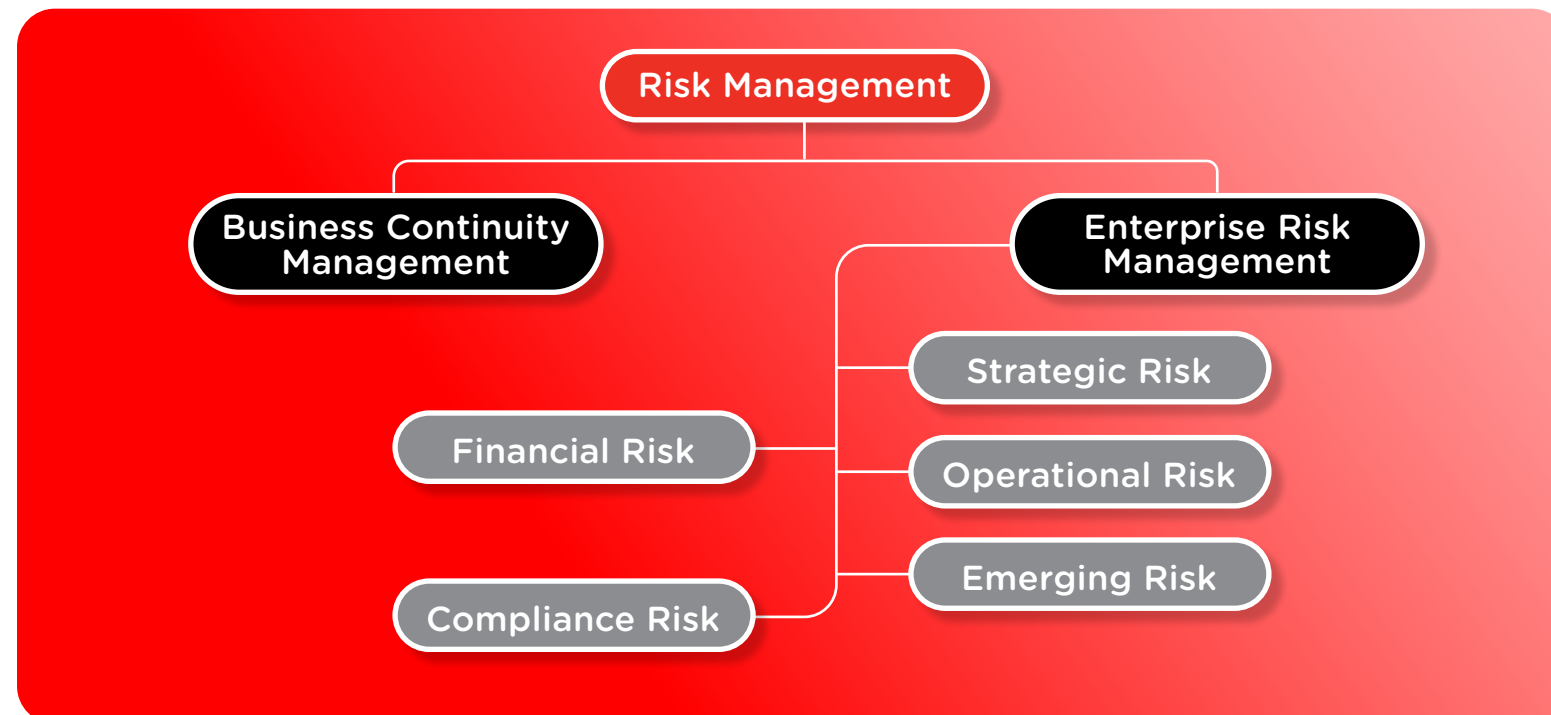 Risk Management
Business Continuity
Management
Enterprise Risk
Management
Strategic Risk
Financial Risk
Operational Risk
Emerging Risk
Compliance Risk